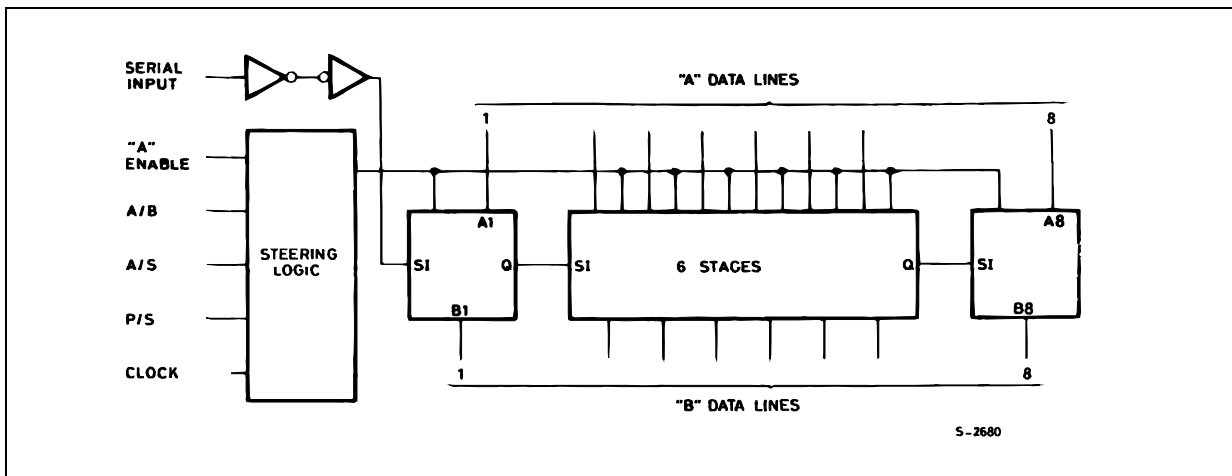 SERIAL
INPUT
"A" DATA LINES
1
8
"A"
ENABLE
A/B
A/S
P/S
CLOCK
STEERING
LOGIC
A1
SI
Q
B1
SI
6 STAGES
Q
A8
SI
B8
1
8
"B" DATA LINES
S-2680